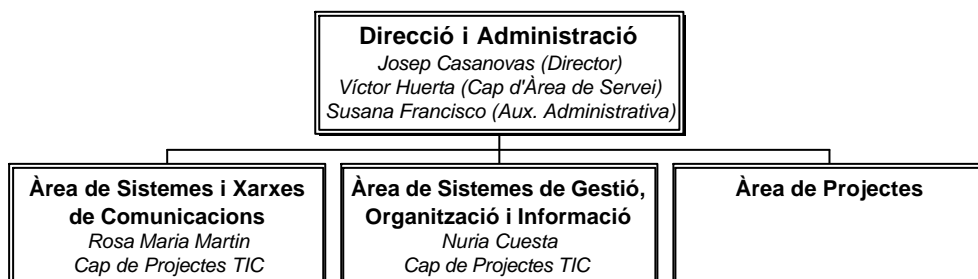 Direcció i Administració
Josep Casanovas (Director)
Víctor Huerta (Cap d'Àrea de Servei)
Susana Francisco (Aux. Administrativa)
Àrea de Sistemes i Xarxes
de Comunicacions
Rosa Maria Martin
Cap de Projectes TIC
Àrea de Sistemes de Gestió,
Organització i Informació
Nuria Cuesta
Cap de Projectes TIC
Àrea de Projectes